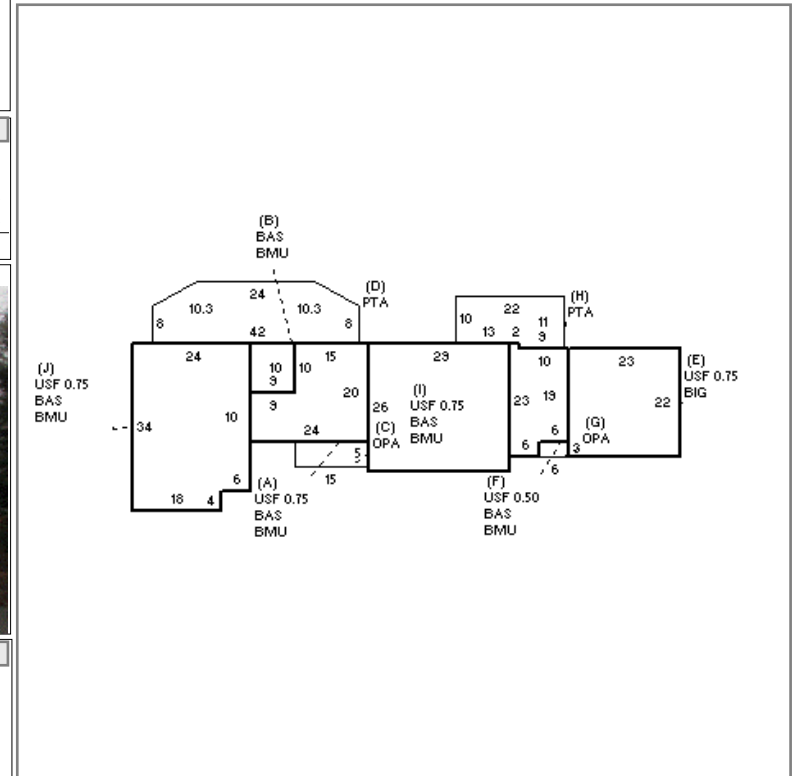 (B)
BAS
BMU
(D)
PTA
24
10.3 10.3
8 8
42
(H)
PTA
22
10 11
13 2 9
(J)
USF 0.75
BAS
BMU
24
34
10
6
18 4
10
9
10
15
9
20
24
(A)
USF 0.75
BAS
BMU
5
15
(C)
OPA
29
26
(I)
USF 0.75
BAS
BMU
10
23 19
6
6
(F)
USF 0.50
BAS
BMU
(G)
OPA
3
6
23
22
(E)
USF 0.75
BIG